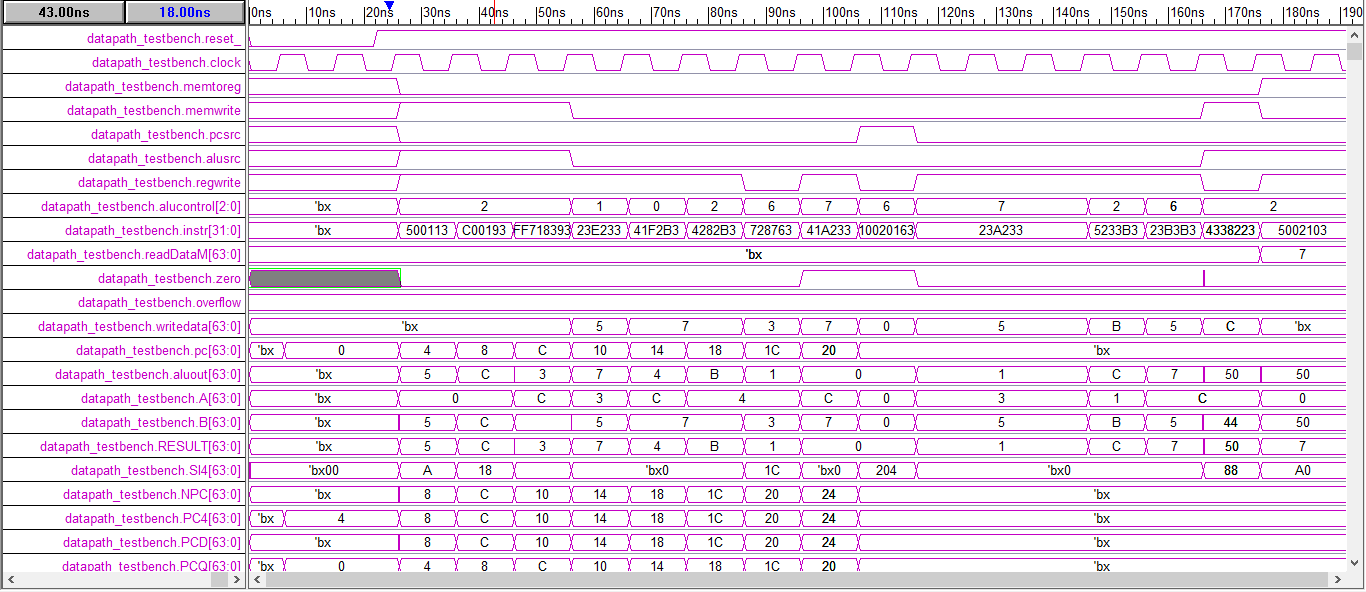 43.00ns 18.00ns 0ns 10ns 20ns 30ns 40ns 50ns 60ns 70ns 80ns 90ns 100ns 110ns 120ns 130ns 140ns 150ns 160ns 170ns 180ns 190
datapath_testbench.reset_
datapath_testbench.clock
datapath_testbench.memtoreg
datapath_testbench.memwrite
datapath_testbench.pcsrc
datapath_testbench.alusrc
datapath_testbench.regwrite
datapath_testbench.alucontrol[2:0] 'bx 2 1 0 2 6 7 6 7 2 6 2
datapath_testbench.instr[31:0] 'bx 500113 C00193 FF718393 23E233 41F2B3 4282B3 728763 41A233 10020163 23A233 5233B3 23B3B3 4338223 5002103
datapath_testbench.readDataM[63:0] 'bx 7
datapath_testbench.zero
datapath_testbench.overflow
datapath_testbench.writedata[63:0] 'bx 5 7 3 7 0 5 B 5 C 'bx
datapath_testbench.pc[63:0] 'bx 0 4 8 C 10 14 18 1C 20 'bx
datapath_testbench.aluout[63:0] 'bx 5 C 3 7 4 B 1 0 1 C 7 50 50
datapath_testbench.A[63:0] 'bx 0 C 3 C 4 C 0 3 1 C 0
datapath_testbench.B[63:0] 'bx 5 C 5 7 3 7 0 5 B 5 44 50
datapath_testbench.RESULT[63:0] 'bx 5 C 3 7 4 B 1 0 1 C 7 50 7
datapath_testbench.Sl4[63:0] 'bx00 A 18 'bx0 1C 'bx0 204 'bx0 88 A0
datapath_testbench.NPC[63:0] 'bx 8 C 10 14 18 1C 20 24 'bx
datapath_testbench.PC4[63:0] 'bx 4 8 C 10 14 18 1C 20 24 'bx
datapath_testbench.PCD[63:0] 'bx 8 C 10 14 18 1C 20 24 'bx
datapath_testbench.PCQ[63:0] 'bx 0 4 8 C 10 14 18 1C 20 'bx